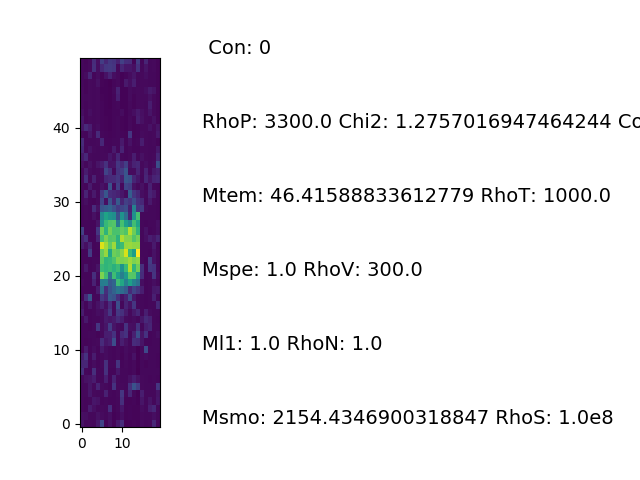 Con: 0
RhoP: 3300.0 Chi2: 1.2757016947464244 Co
Mtem: 46.41588833612779 RhoT: 1000.0
Mspe: 1.0 RhoV: 300.0
Ml1: 1.0 RhoN: 1.0
Msmo: 2154.4346900318847 RhoS: 1.0e8
40
30
20
10
0
0 10